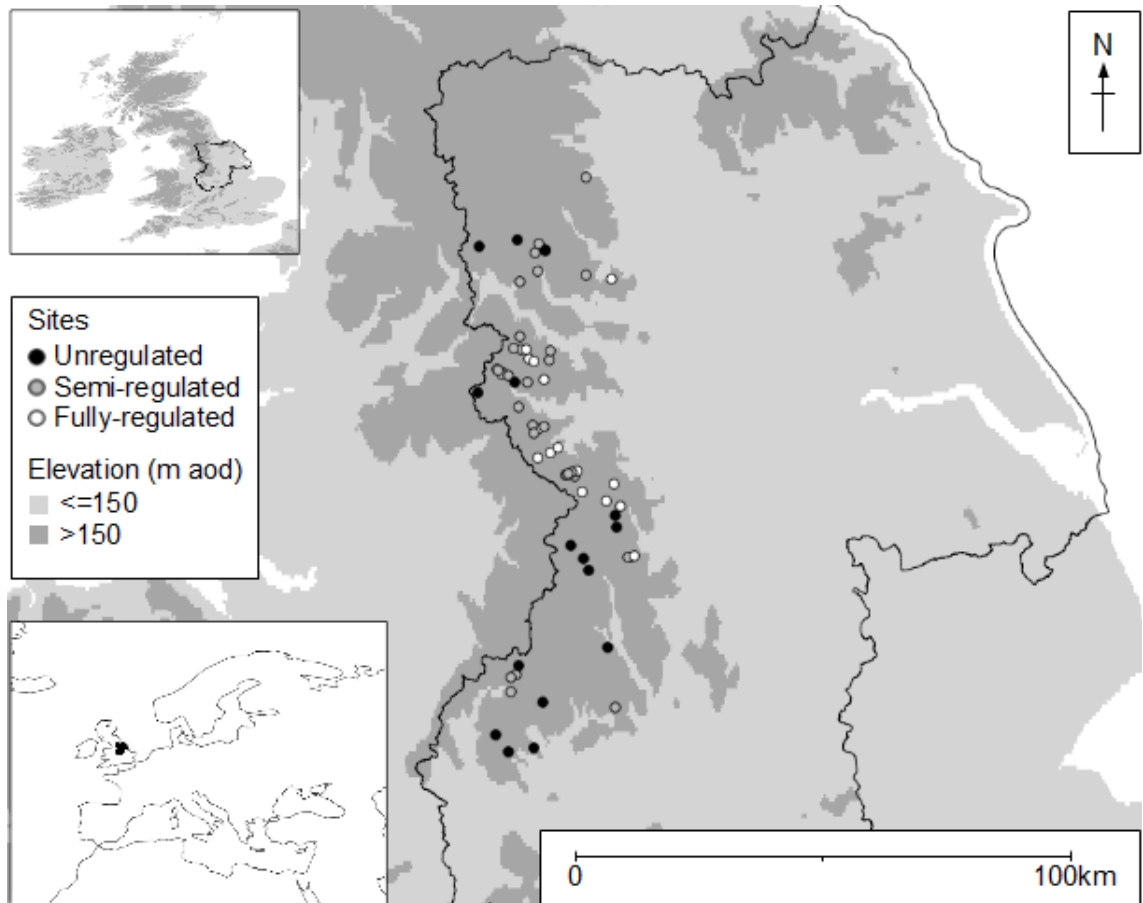 N
Sites
Unregulated
Semi-regulated
Fully-regulated
Elevation (m aod)
<=150
>150
0
100km